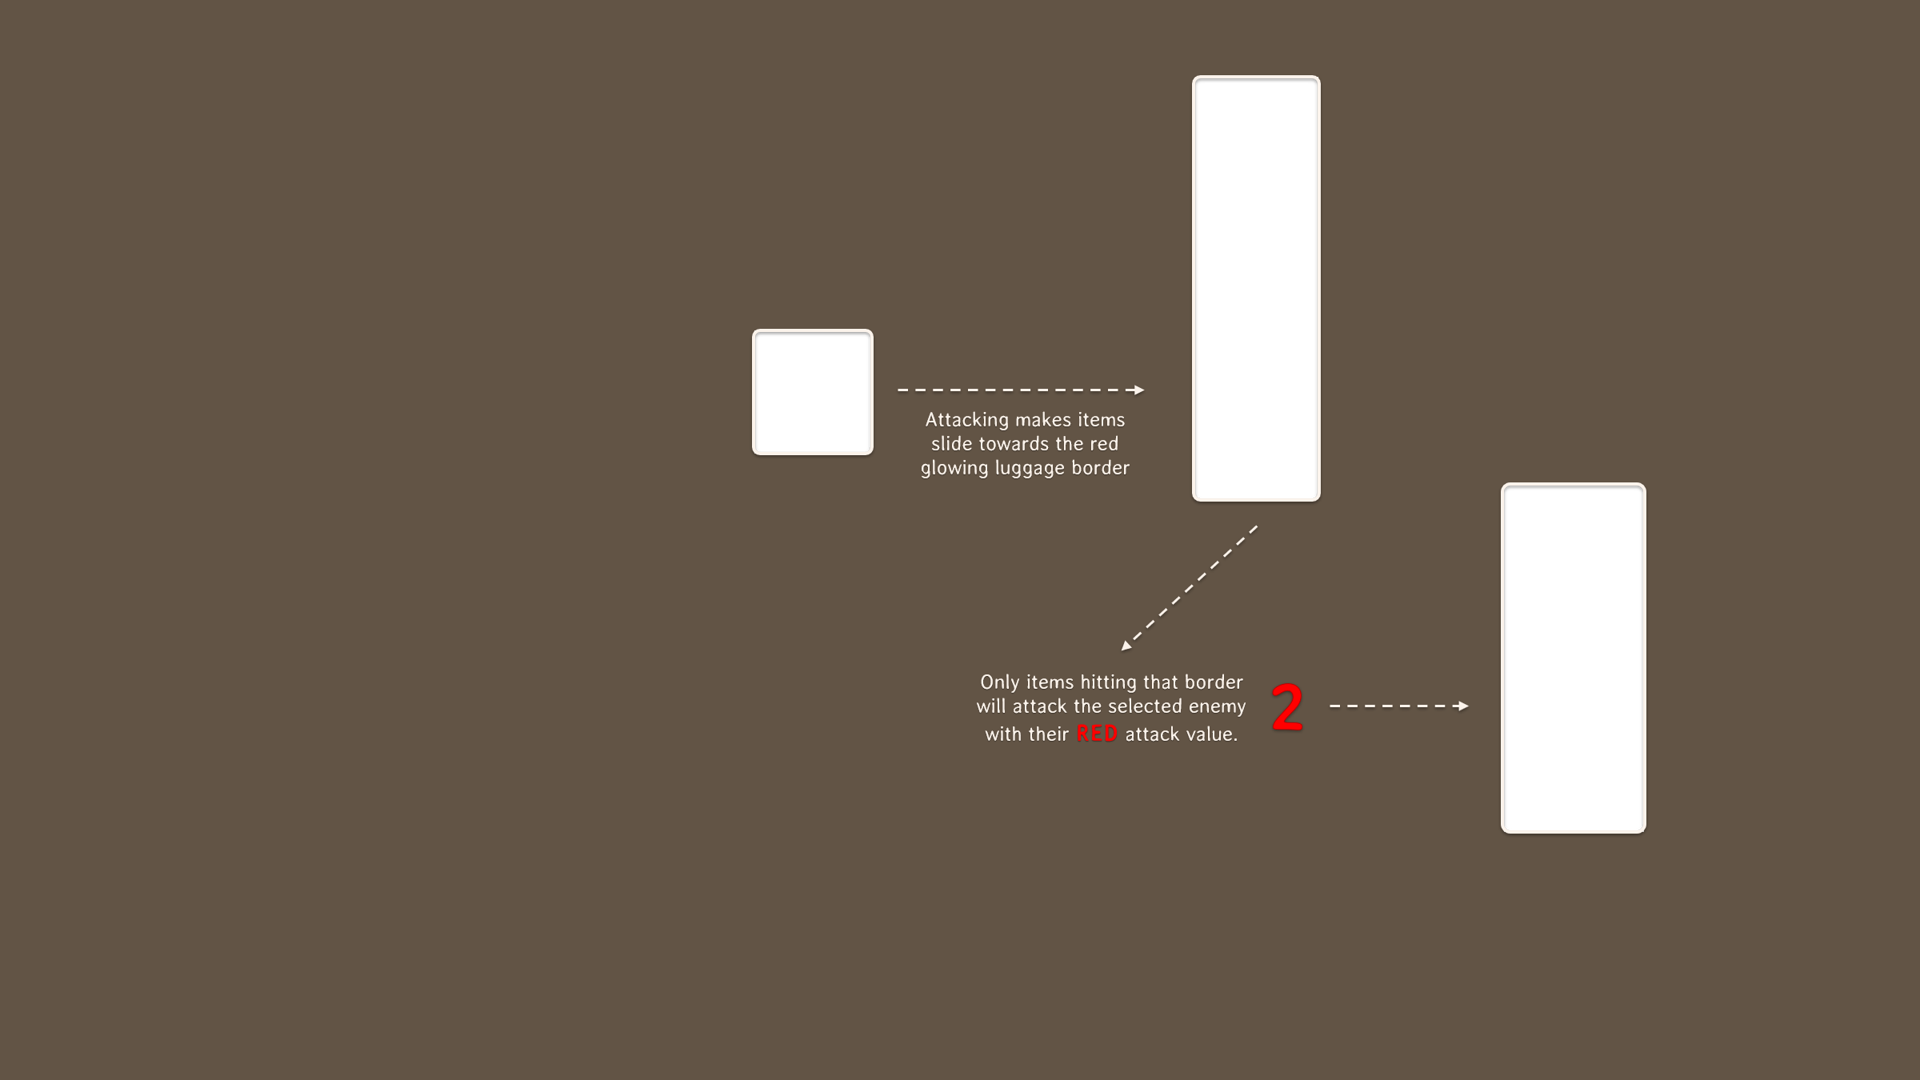 Attacking makes items
slide towards the red
glowing luggage border
Only items hitting that border
will attack the selected enemy
with their RED attack value.
2